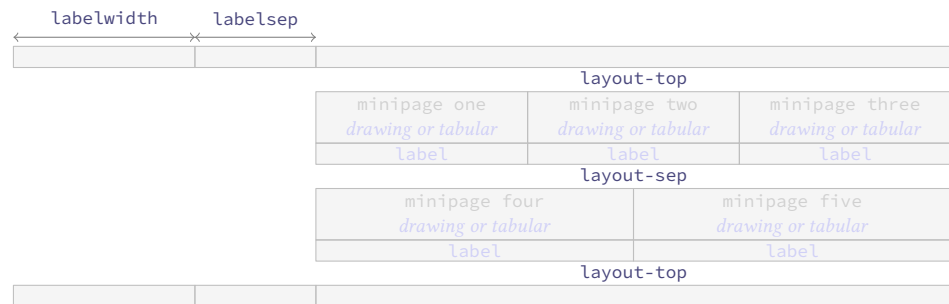 labelwidth labelsep
layout-top
minipage one minipage two minipage three
drawing or tabular drawing or tabular drawing or tabular
label label label
layout-sep
minipage four minipage five
drawing or tabular drawing or tabular
label label
layout-top